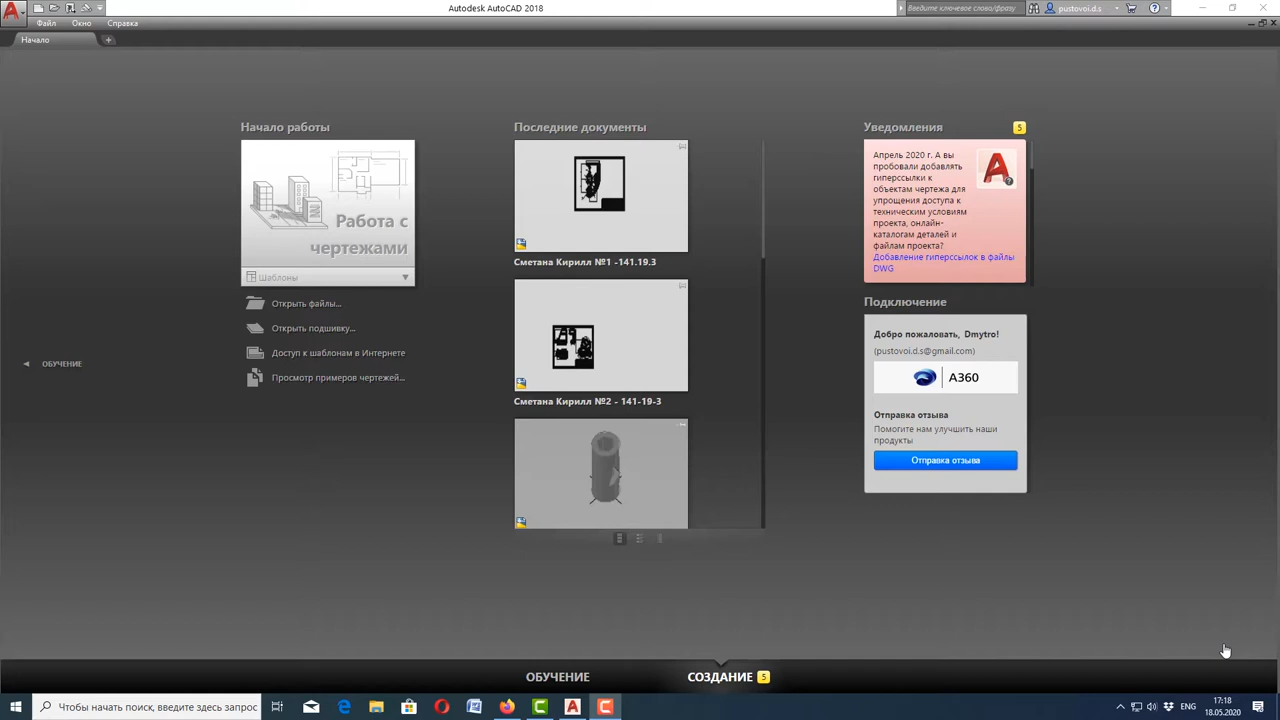 Autodesk AutoCAD 2018
Введите ключевое слово/фразу
pustovoi.d.s
Файл
Окно
Справка
Начало
Начало работы
Работа с
чертежами
Шаблоны
Открыть файлы...
Открыть подшивку...
Доступ к шаблонам в Интернете
Просмотр примеров чертежей...
ОБУЧЕНИЕ
Последние документы
Сметана Кирилл №1 -141.19.3
Сметана Кирилл №2 - 141-19-3
Уведомления
5
Апрель 2020 г. А вы
пробовали добавлять
гиперссылки к
объектам чертежа для
упрощения доступа к
техническим условиям
проекта, онлайн-
каталогам деталей и
файлам проекта?
Добавление гиперссылок в файлы
DWG
Подключение
Добро пожаловать, Dmytro!
(pustovoi.d.s@gmail.com)
A360
Отправка отзыва
Помогите нам улучшить наши
продукты
Отправка отзыва
ОБУЧЕНИЕ
СОЗДАНИЕ
5
Чтобы начать поиск, введите здесь запрос
ENG
17:18
18.05.2020